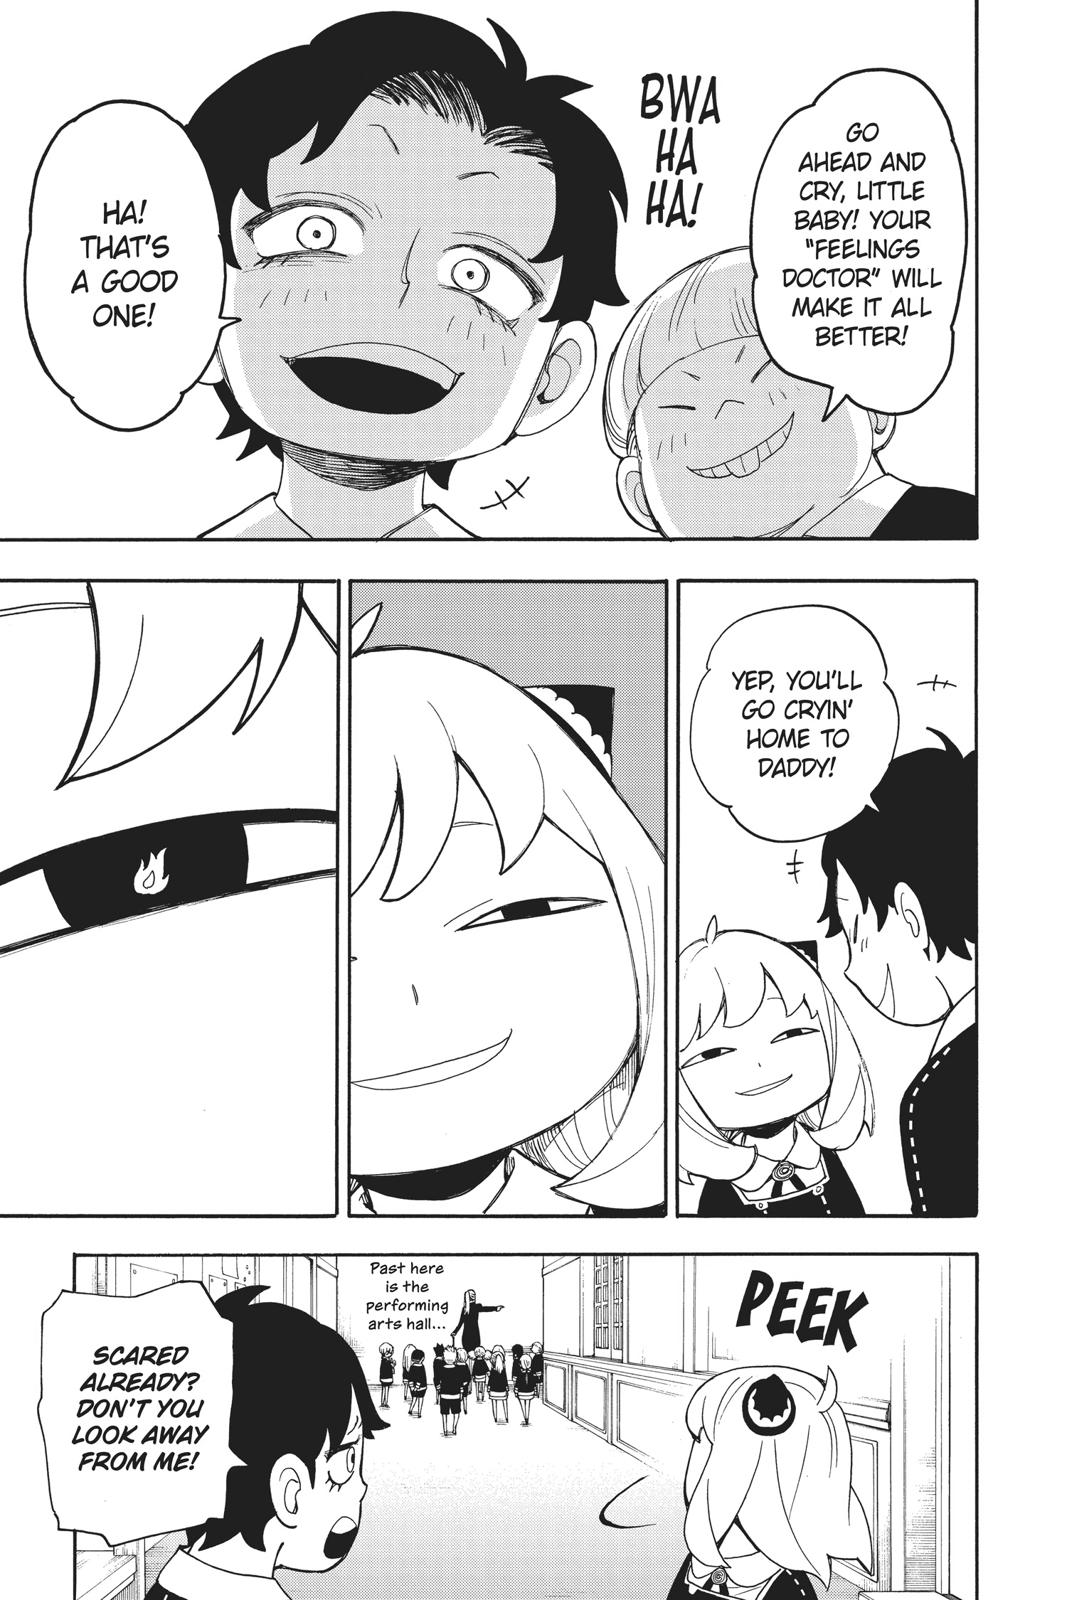 GO
AHEAD AND
CRY, LITTLE
BABY! YOUR
"FEELINGS
DOCTOR" WILL
MAKE IT ALL
BETTER!
BWA
HA
HA!
HA!
THAT'S
A GOOD
ONE!
YEP, YOU'LL
GO CRYIN'
HOME TO
DADDY!
PEEK
Past here
is the
performing
arts hall...
SCARED
ALREADY?
DON'T YOU
LOOK AWAY
FROM ME!